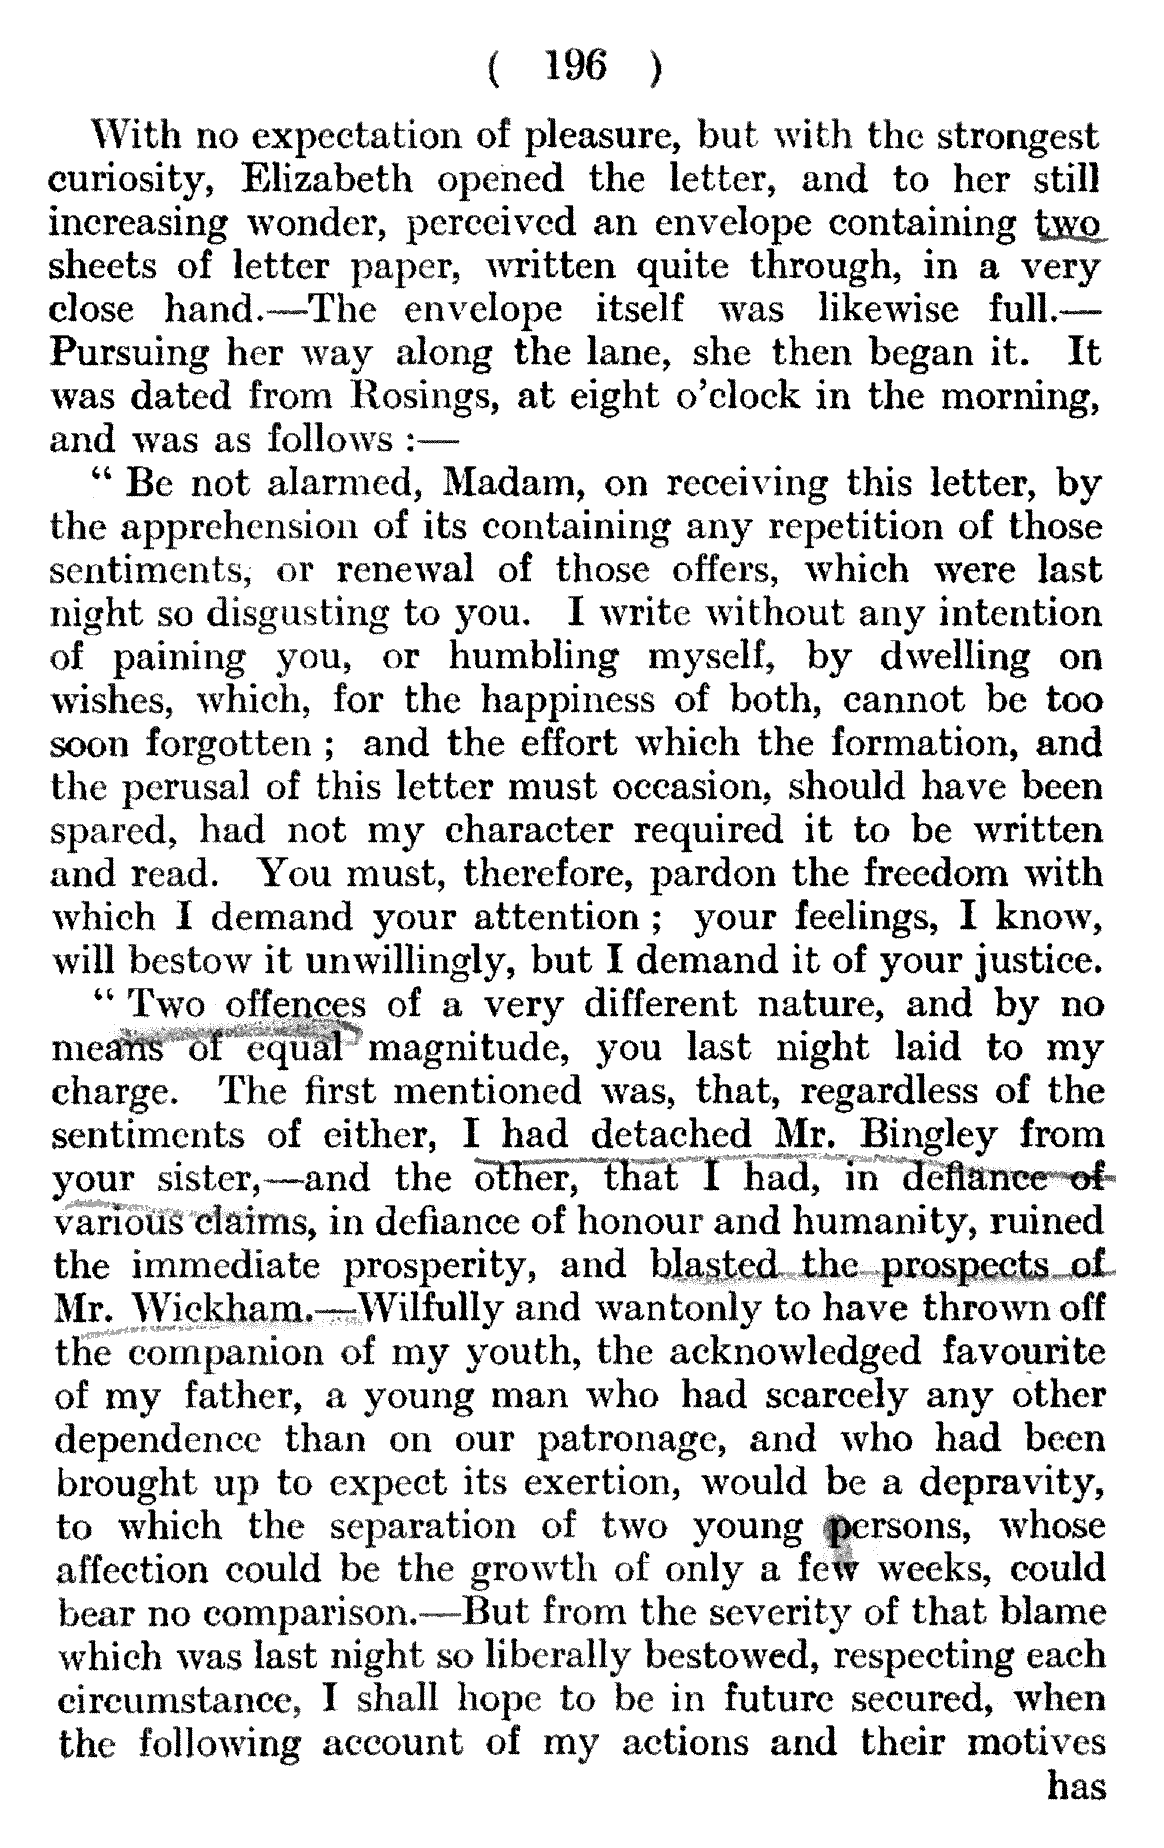 ( 196 )
With no expectation of pleasure, but with the strongest
curiosity, Elizabeth opened the letter, and to her still
increasing wonder, perceived an envelope containing two
sheets of letter paper, written quite through, in a very
close hand.—The envelope itself was likewise full.—
Pursuing her way along the lane, she then began it. It
was dated from Rosings, at eight o'clock in the morning,
and was as follows :—
“ Be not alarmed, Madam, on receiving this letter, by
the apprehension of its containing any repetition of those
sentiments, or renewal of those offers, which were last
night so disgusting to you. I write without any intention
of paining you, or humbling myself, by dwelling on
wishes, which, for the happiness of both, cannot be too
soon forgotten ; and the effort which the formation, and
the perusal of this letter must occasion, should have been
spared, had not my character required it to be written
and read. You must, therefore, pardon the freedom with
which I demand your attention ; your feelings, I know,
will bestow it unwillingly, but I demand it of your justice.
“ Two offences of a very different nature, and by no
means of equal magnitude, you last night laid to my
charge. The first mentioned was, that, regardless of the
sentiments of either, I had detached Mr. Bingley from
your sister,—and the other, that I had, in defiance of
various claims, in defiance of honour and humanity, ruined
the immediate prosperity, and blasted the prospects of
Mr. Wickham.—Wilfully and wantonly to have thrown off
the companion of my youth, the acknowledged favourite
of my father, a young man who had scarcely any other
dependence than on our patronage, and who had been
brought up to expect its exertion, would be a depravity,
to which the separation of two young persons, whose
affection could be the growth of only a few weeks, could
bear no comparison.—But from the severity of that blame
which was last night so liberally bestowed, respecting each
circumstance, I shall hope to be in future secured, when
the following account of my actions and their motives
has